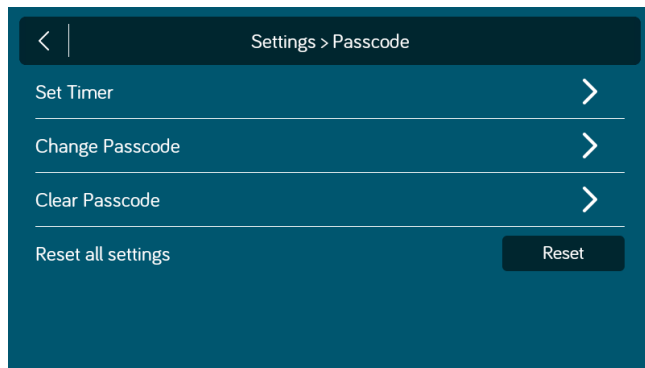 Settings > Passcode
Set Timer
Change Passcode
Clear Passcode
Reset all settings
Reset